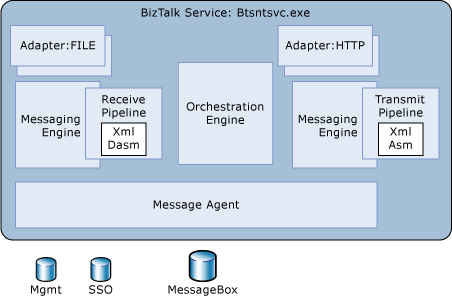 BizTalk Service: Btsntsvc.exe
Adapter:FILE
Adapter:HTTP
Messaging
Engine
Receive
Pipeline
Xml
Dasm
Orchestration
Engine
Messaging
Engine
Transmit
Pipeline
Xml
Asm
Message Agent
Mgmt
SSO
MessageBox